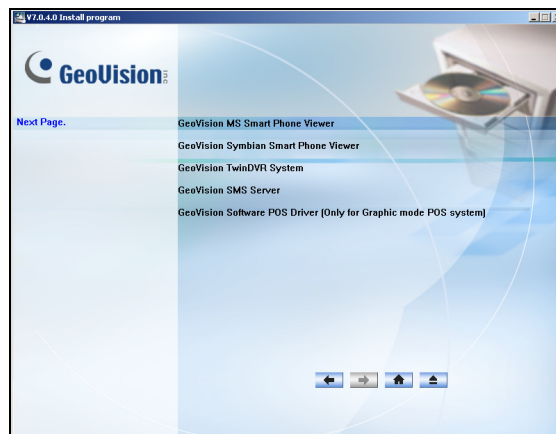 V7.0.4.0 Install program
GeoVision inc
Next Page.
GeoVision MS Smart Phone Viewer
GeoVision Symbian Smart Phone Viewer
GeoVision TwinDVR System
GeoVision SMS Server
GeoVision Software POS Driver [Only for Graphic mode POS system]